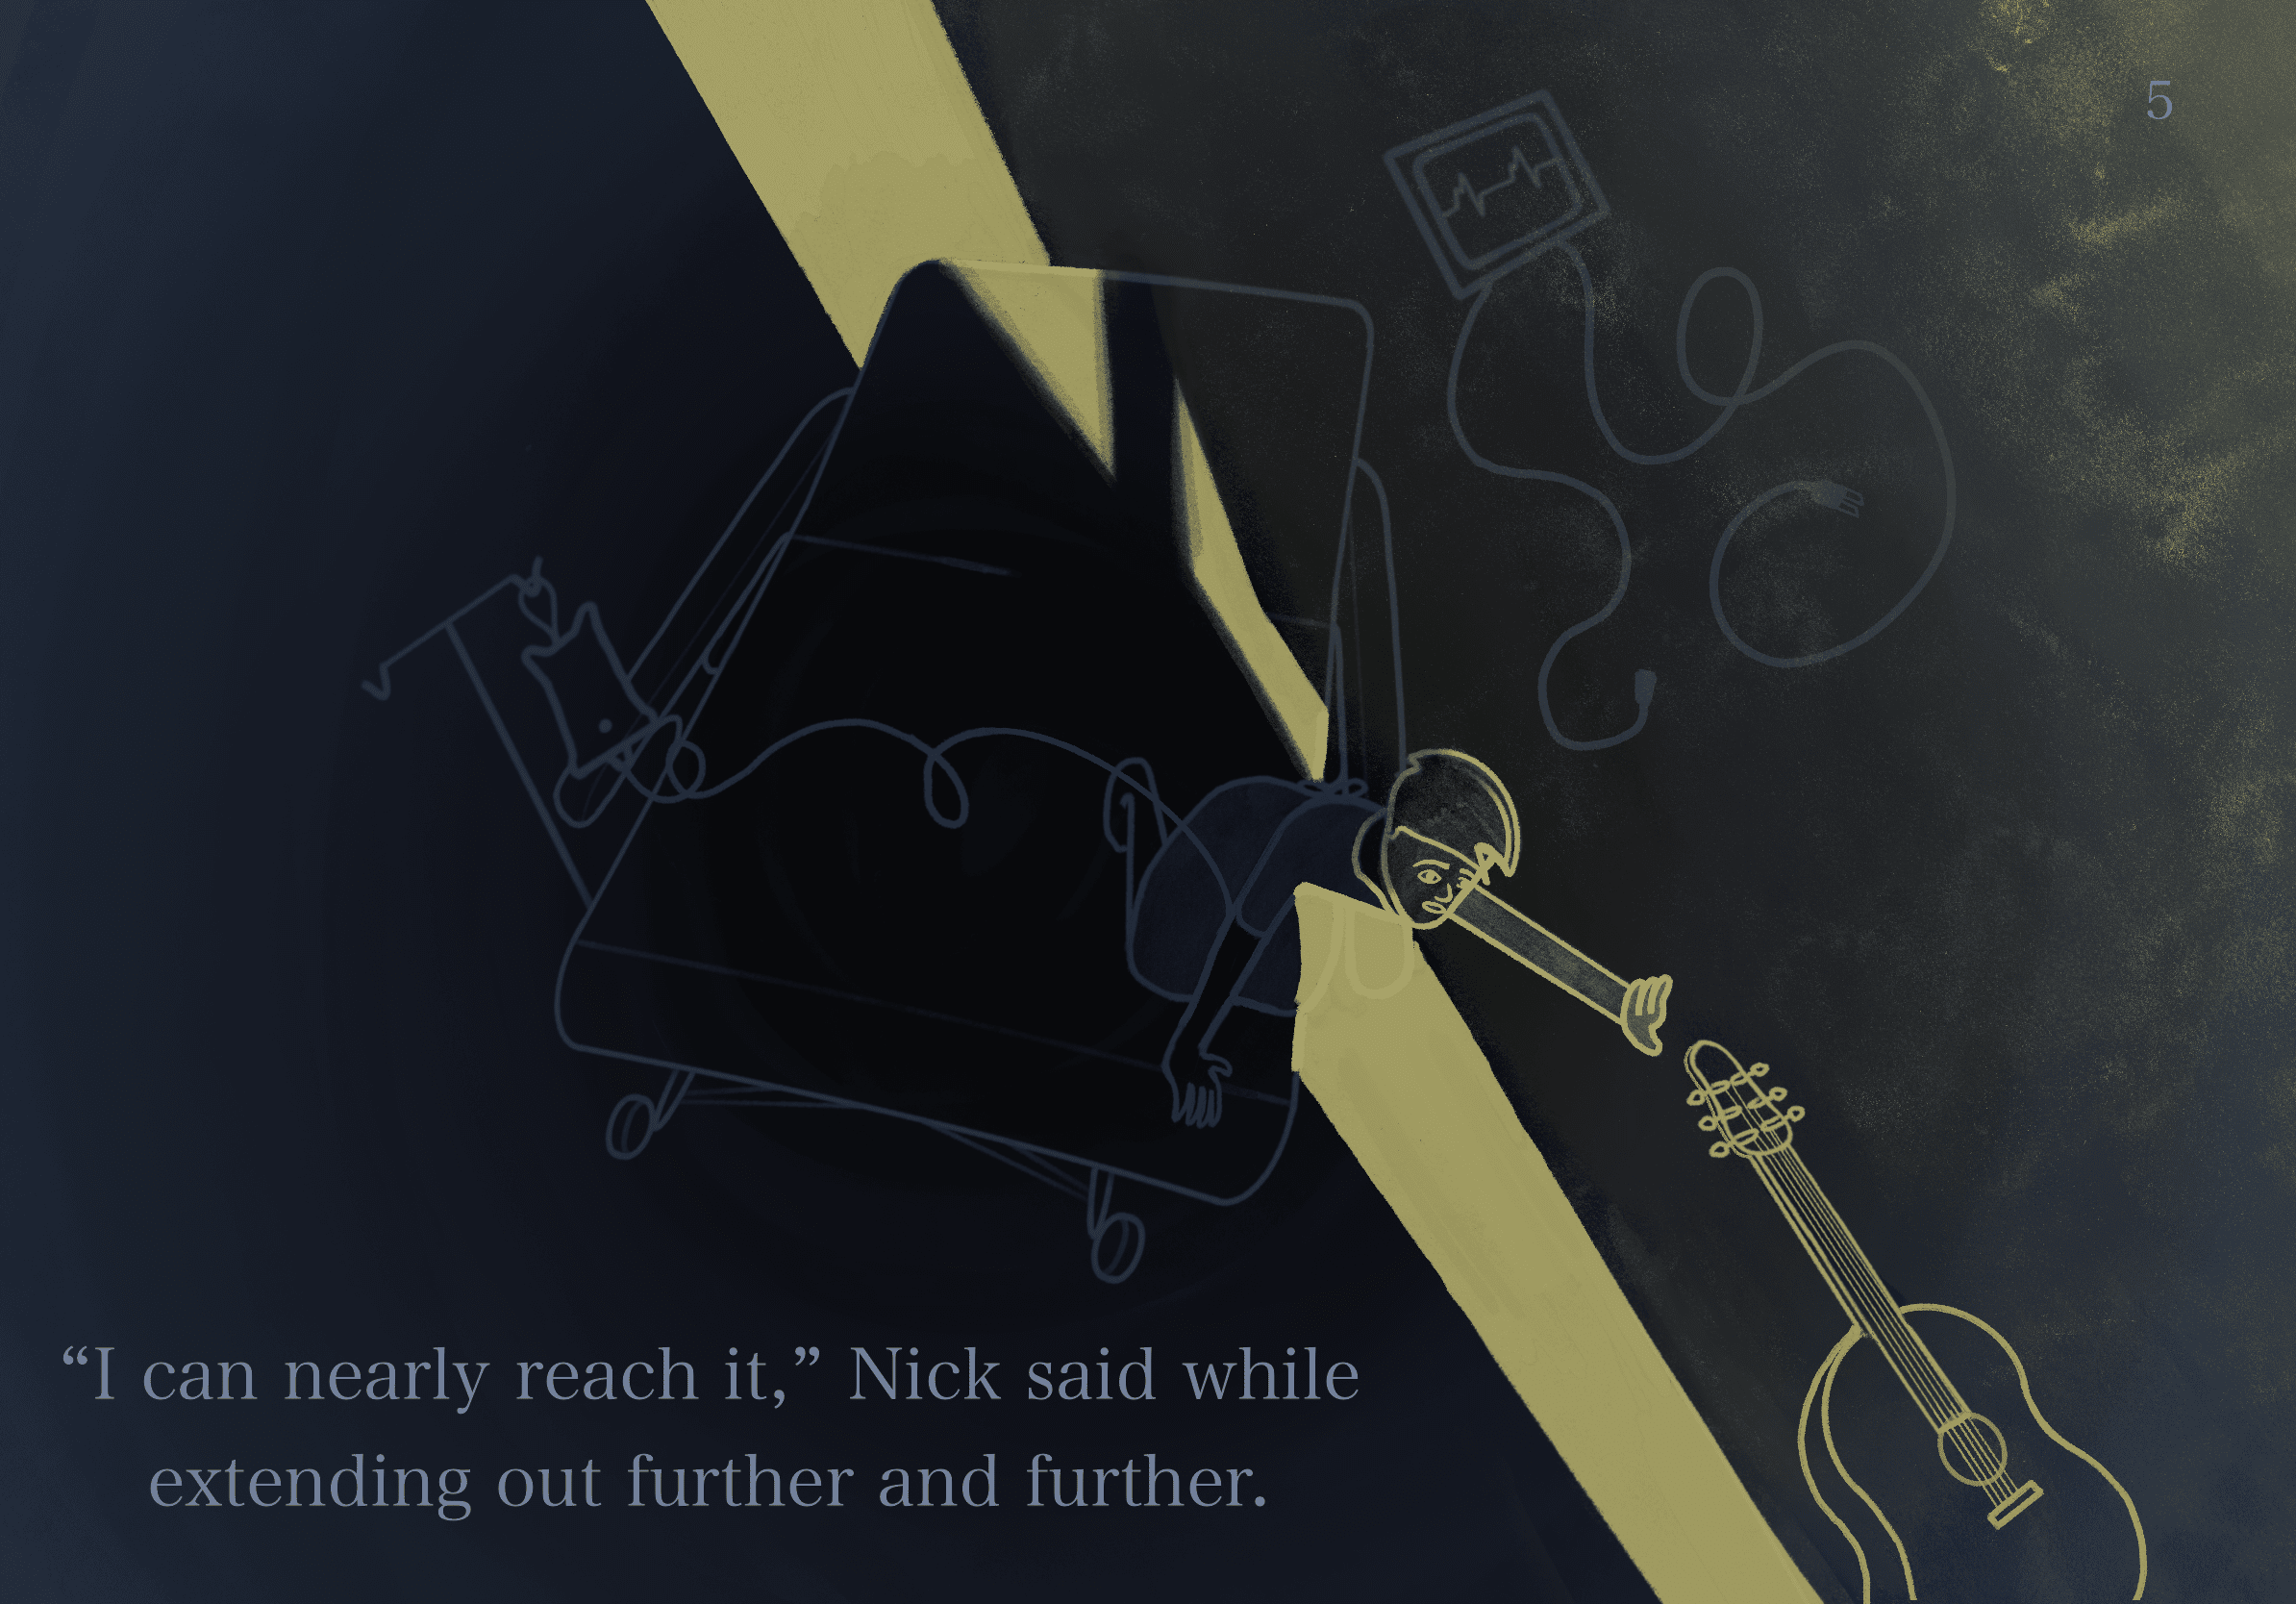 5
“I can nearly reach it,” Nick said while
extending out further and further.